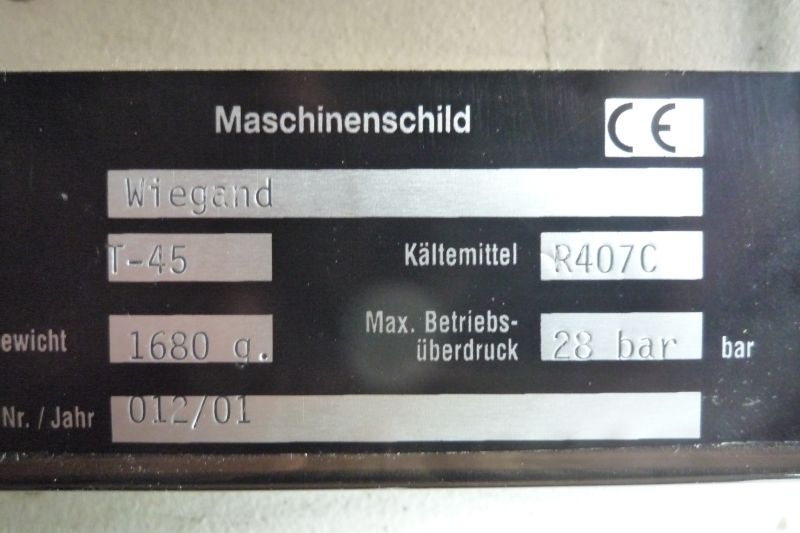 Maschinenschild CE
Wiegand
T-45 Kältemittel R407C
ewicht 1680 g. Max. Betriebs-
überdruck 28 bar bar
Nr. / Jahr 012/01